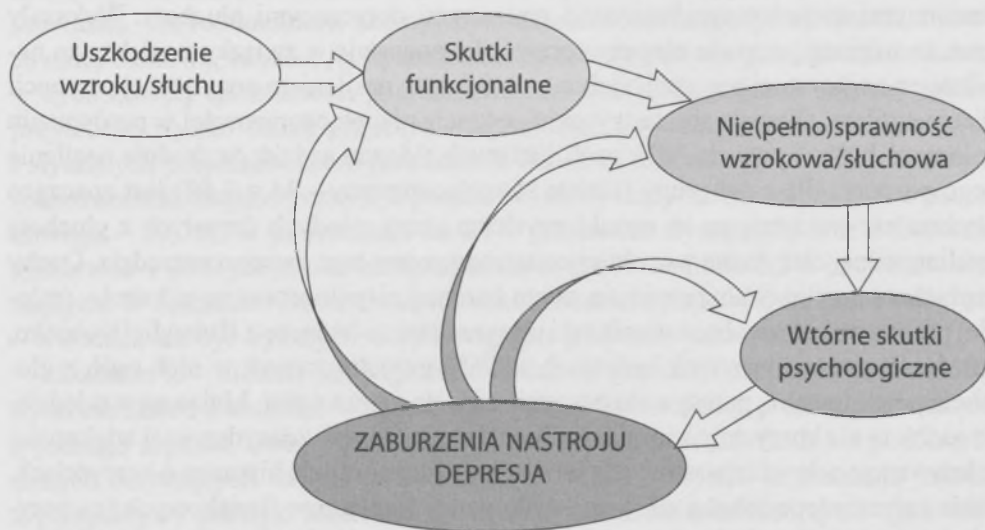 Uszkodzenie
wzroku/słuchu
Skutki
funkcjonalne
Nie(pełno)sprawność
wzrokowa/słuchowa
Wtórne skutki
psychologiczne
ZABURZENIA NASTROJU
DEPRESJA